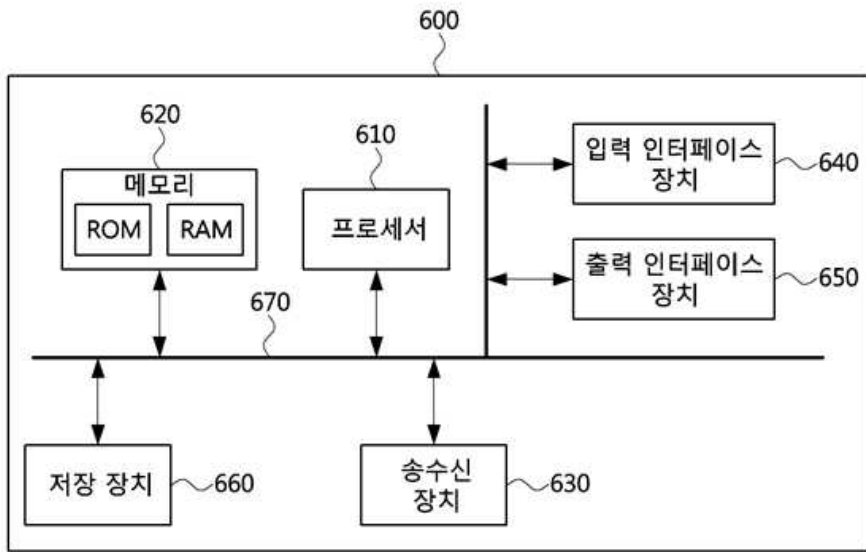 600
620
메모리
ROM RAM
610
프로세서
입력 인터페이스
장치
640
출력 인터페이스
장치
650
670
저장 장치
660
송수신
장치
630